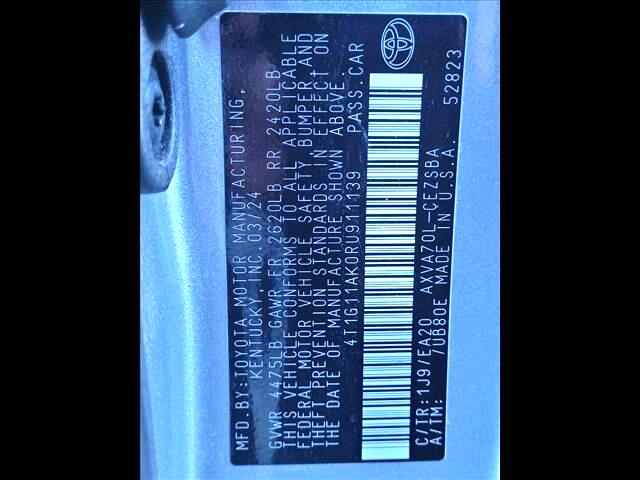 MFD. BY:TOYOTA MOTOR MANUFACTURING,
KENTUCKY, INC. 03/24
GVWR 4475LB GAWR FR 2620LB RR 2420LB
THIS VEHICLE CONFORMS TO ALL APPLICABLE
FEDERAL MOTOR VEHICLE SAFETY, BUMPER AND
THEFT PREVENTION STANDARDS IN EFFECT ON
THE DATE OF MANUFACTURE SHOWN ABOVE.
4T1G11AK0RU911139 PASS.CAR
C/TR:1J9/EA20 AXVA70L-CEZSBA
A/TM: 7UB80E MADE IN U.S.A.
52823